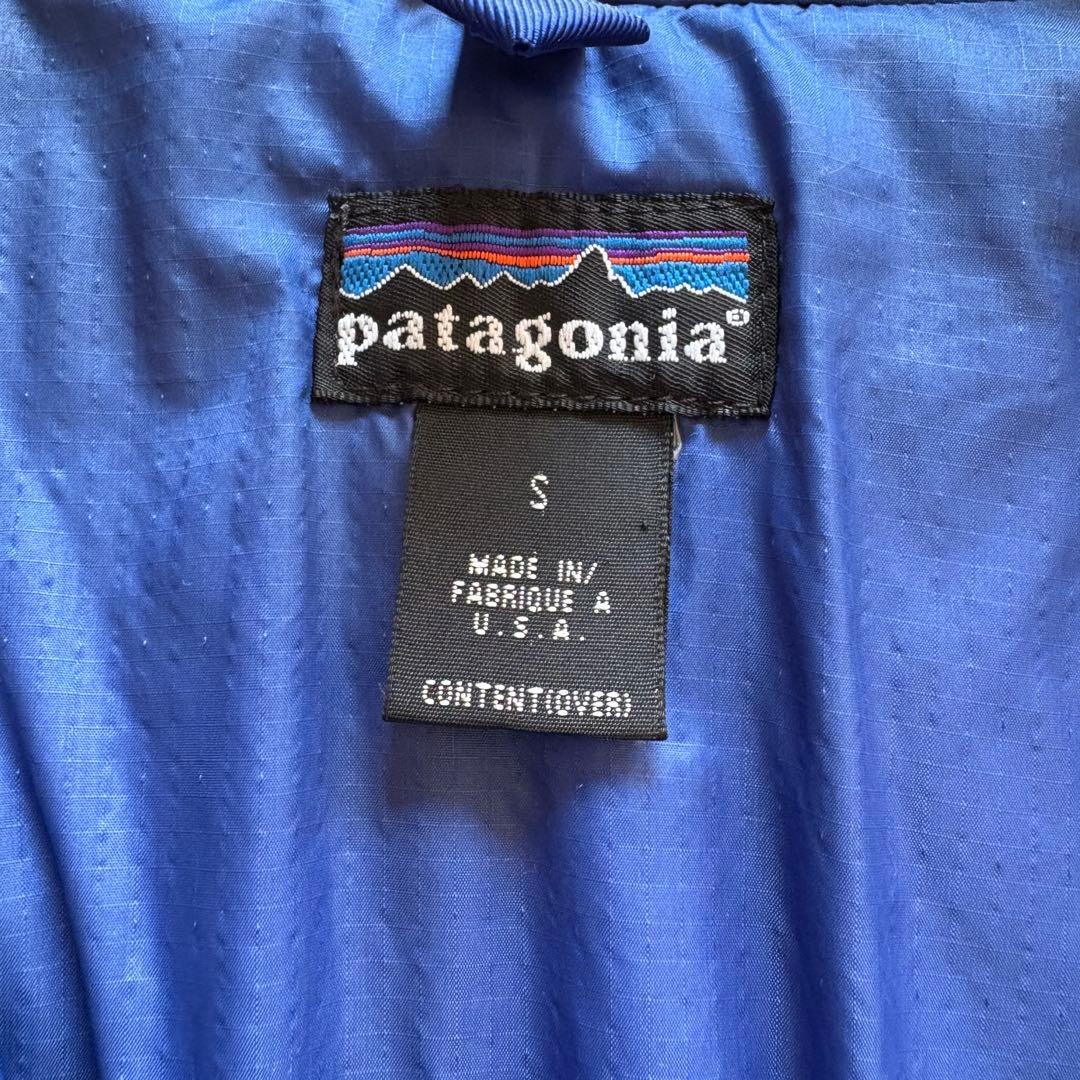 patagonia®
S
MADE IN/
FABRIQUE A
U.S.A.
CONTENT(OVER)